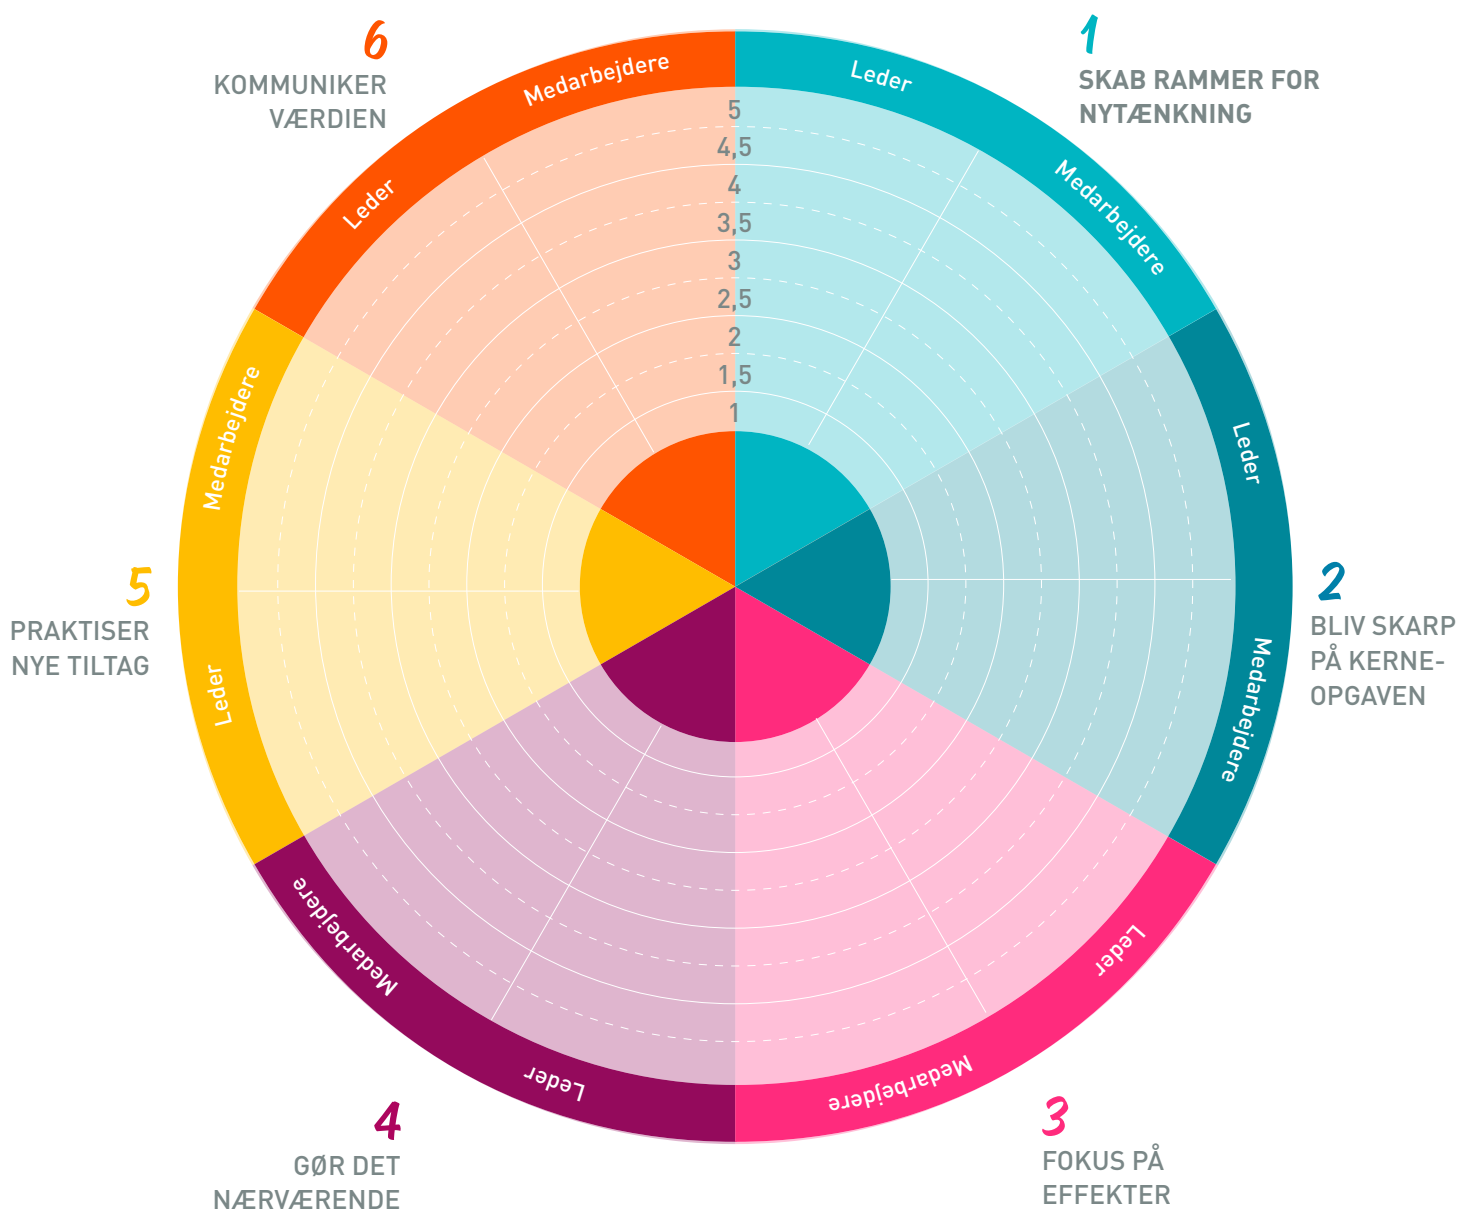 6
KOMMUNIKER
VÆRDIEN
1
SKAB RAMMER FOR
NYTÆNKNING
Medarbejdere
Leder
Leder
Medarbejdere
5
4,5
4
3,5
3
2,5
2
1,5
1
Medarbejdere
Leder
5
PRAKTISER
NYE TILTAG
2
BLIV SKARP
PÅ KERNE-
OPGAVEN
Leder
Medarbejdere
Medarbejdere
Leder
Leder
Medarbejdere
4
GØR DET
NÆRVÆRENDE
3
FOKUS PÅ
EFFEKTER